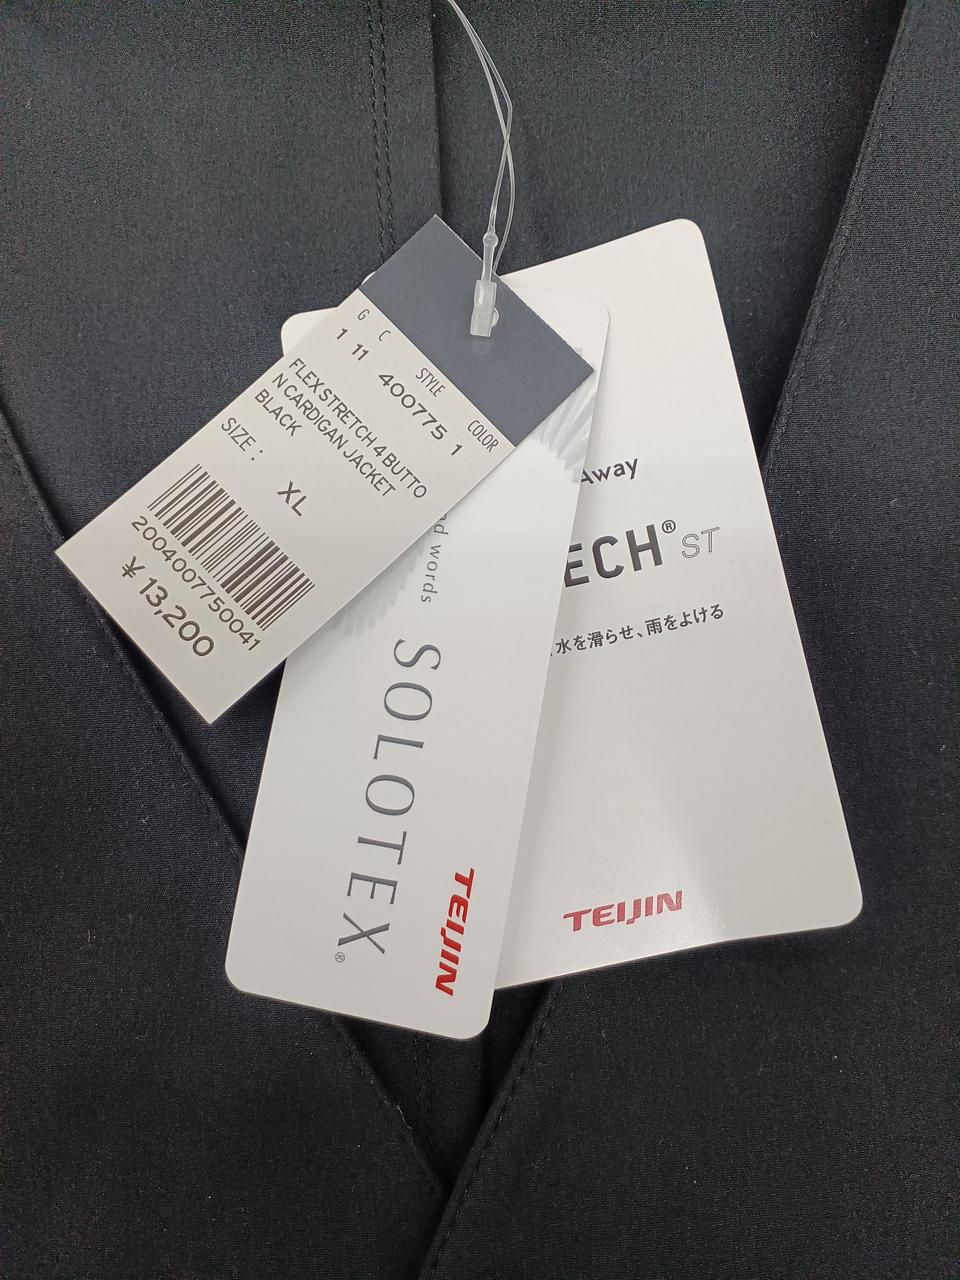 G C STYLE COLOR
1 11 400775 1
FLEX STRETCH 4 BUTTO
N CARDIGAN JACKET
BLACK
SIZE :
XL
2004007750041
¥ 13,200
nd words
SOLOTEX®
TEIJIN
Away
ECH® ST
水を滑らせ、雨をよける
TEIJIN